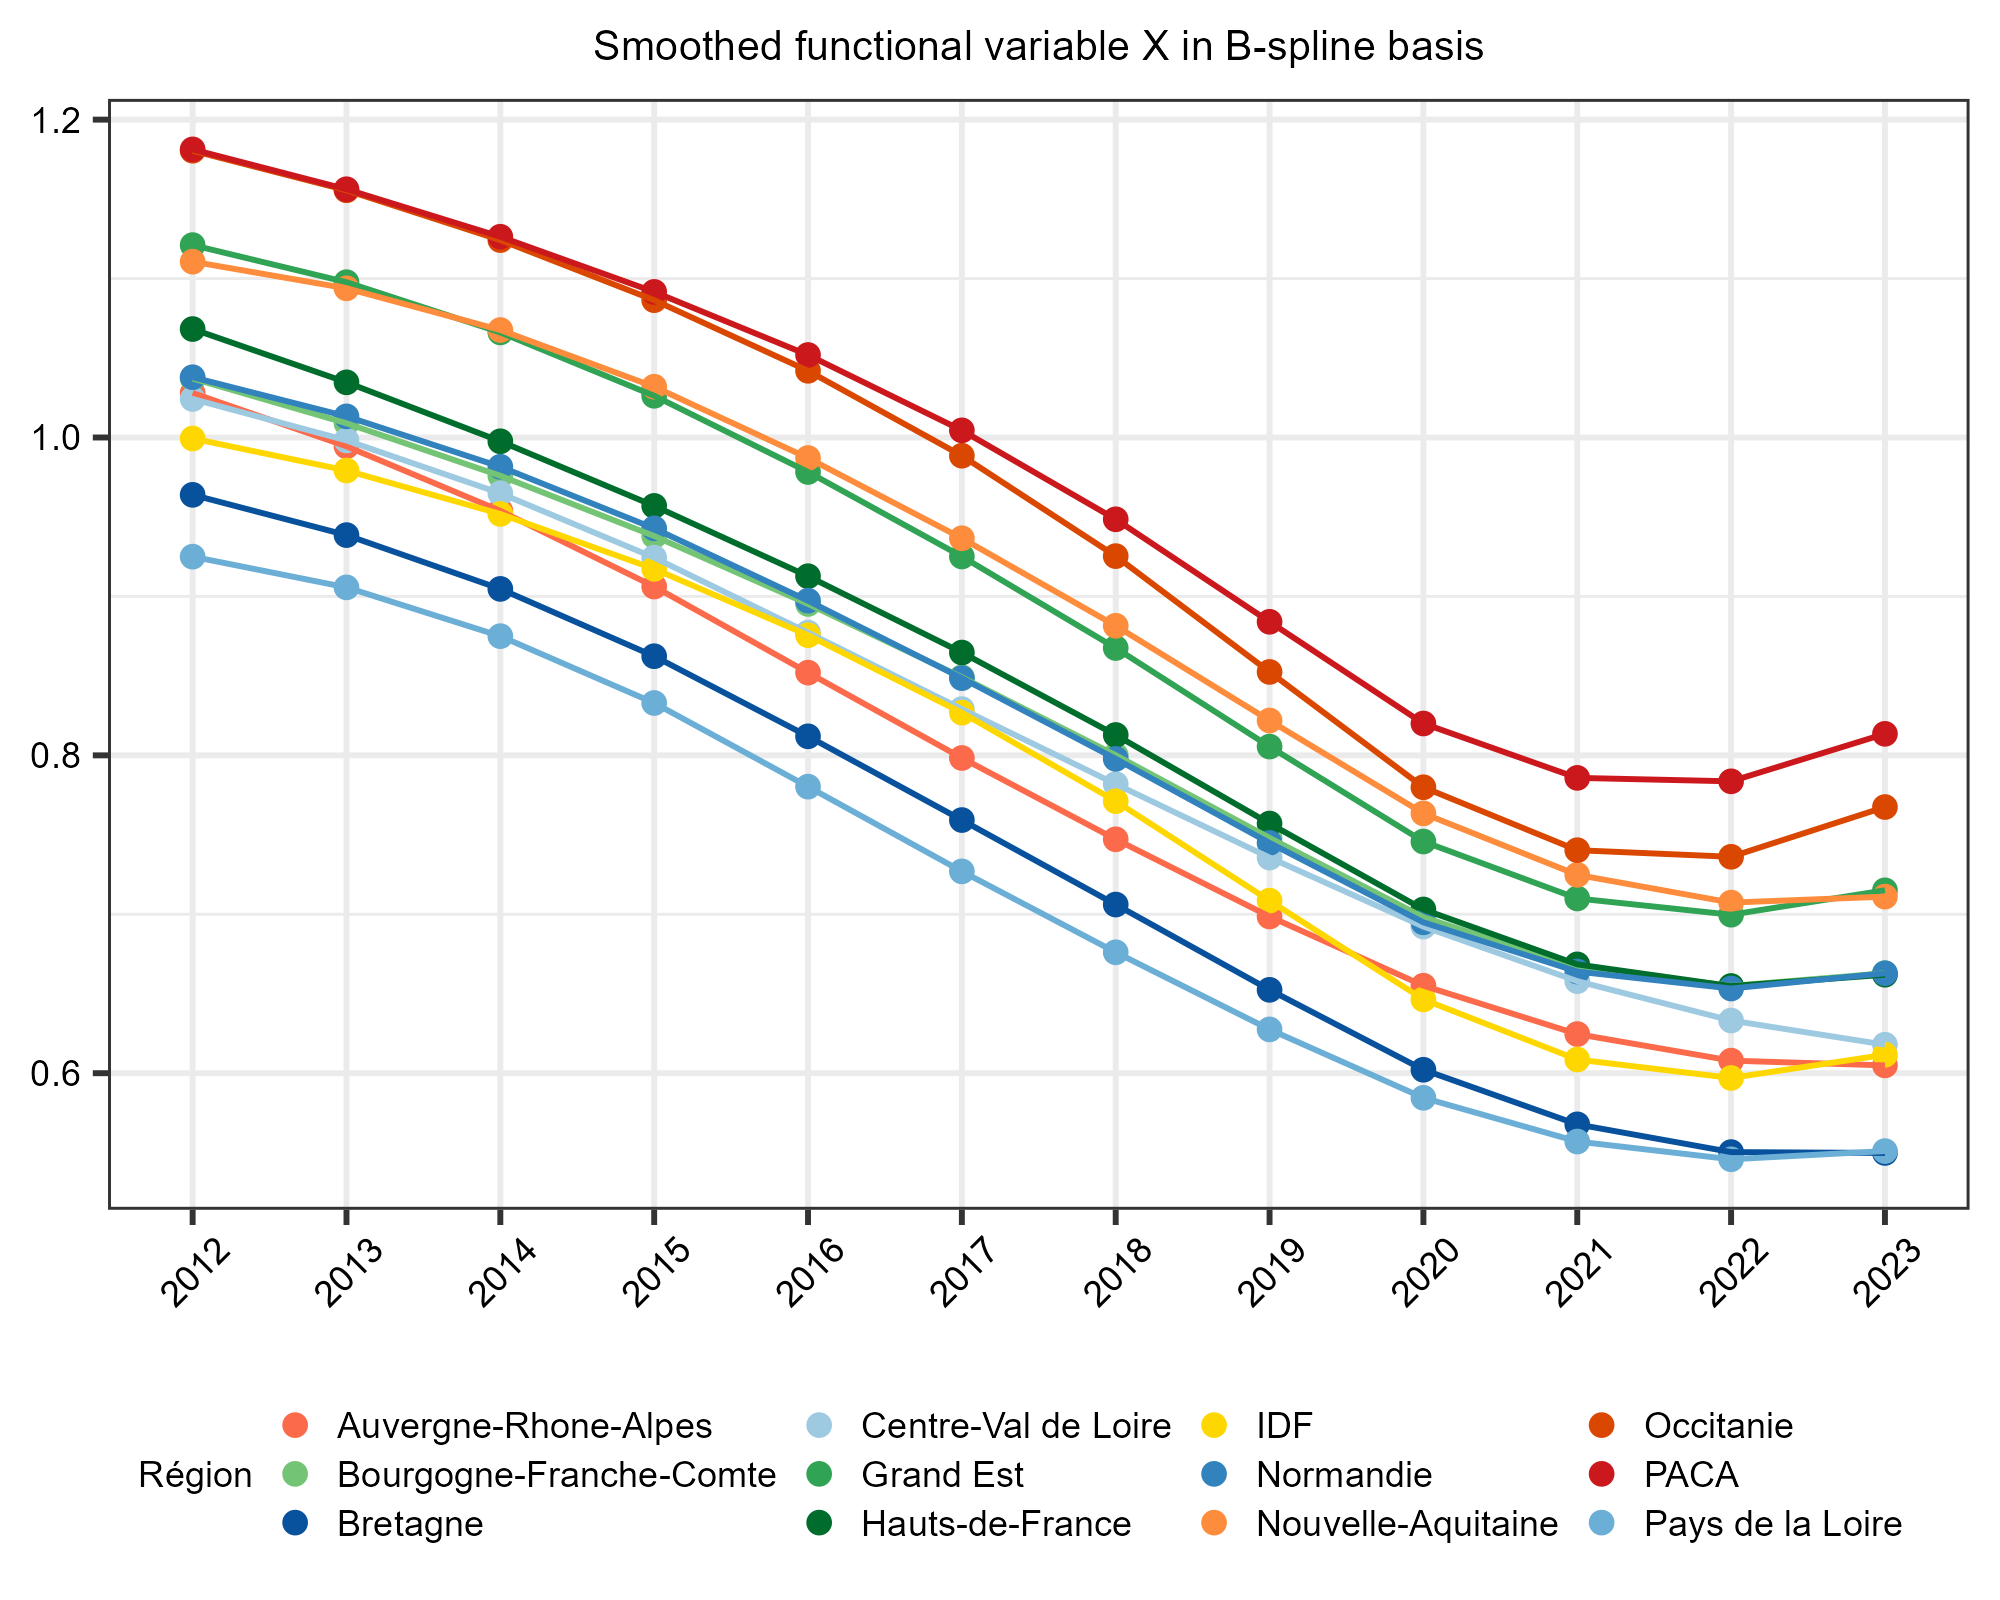 Smoothed functional variable X in B-spline basis
1.2
1.0
0.8
0.6
2012 2013 2014 2015 2016 2017 2018 2019 2020 2021 2022 2023
Auvergne-Rhone-Alpes Centre-Val de Loire IDF Occitanie
Région Bourgogne-Franche-Comte Grand Est Normandie PACA
Bretagne Hauts-de-France Nouvelle-Aquitaine Pays de la Loire